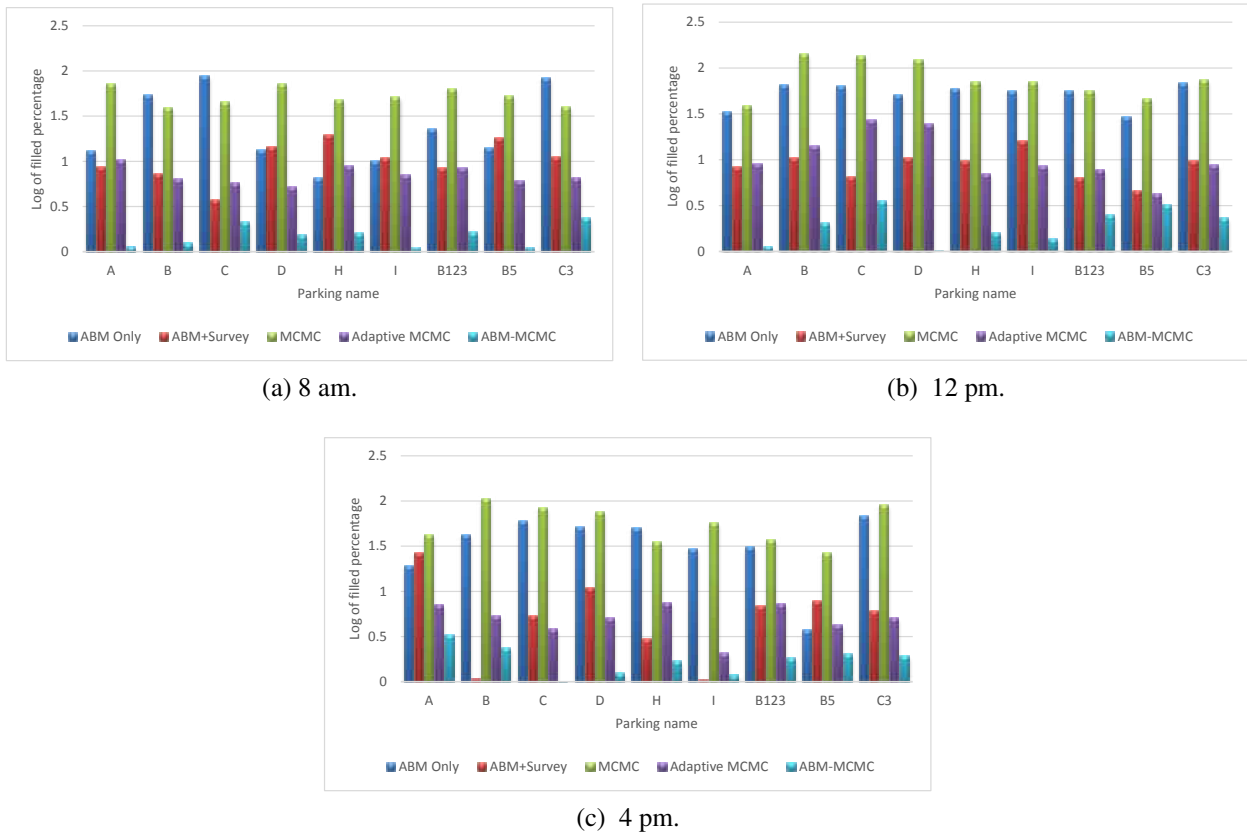 2.5
2
1.5
1
0.5
0
Log of filled percentage
A B C D H I B123 B5 C3
Parking name
ABM Only ABM+Survey MCMC Adaptive MCMC ABM-MCMC
(a) 8 am.
2.5
2
1.5
1
0.5
0
Log of filled percentage
A B C D H I B123 B5 C3
Parking name
ABM Only ABM+Survey MCMC Adaptive MCMC ABM-MCMC
(b) 12 pm.
2.5
2
1.5
1
0.5
0
Log of filled percentage
A B C D H I B123 B5 C3
Parking name
ABM Only ABM+Survey MCMC Adaptive MCMC ABM-MCMC
(c) 4 pm.